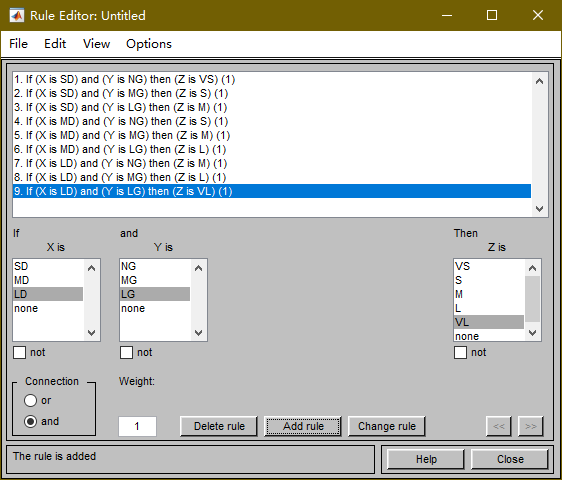 Rule Editor: Untitled
File Edit View Options
1. If (X is SD) and (Y is NG) then (Z is VS) (1)
2. If (X is SD) and (Y is MG) then (Z is S) (1)
3. If (X is SD) and (Y is LG) then (Z is M) (1)
4. If (X is MD) and (Y is NG) then (Z is S) (1)
5. If (X is MD) and (Y is MG) then (Z is M) (1)
6. If (X is MD) and (Y is LG) then (Z is L) (1)
7. If (X is LD) and (Y is NG) then (Z is M) (1)
8. If (X is LD) and (Y is MG) then (Z is L) (1)
9. If (X is LD) and (Y is LG) then (Z is VL) (1)
If
X is
SD
MD
LD
none
not
and
Y is
NG
MG
LG
none
not
Then
Z is
VS
S
M
L
VL
none
not
Connection
or
and
Weight:
1
Delete rule
Add rule
Change rule
<<
>>
The rule is added
Help
Close